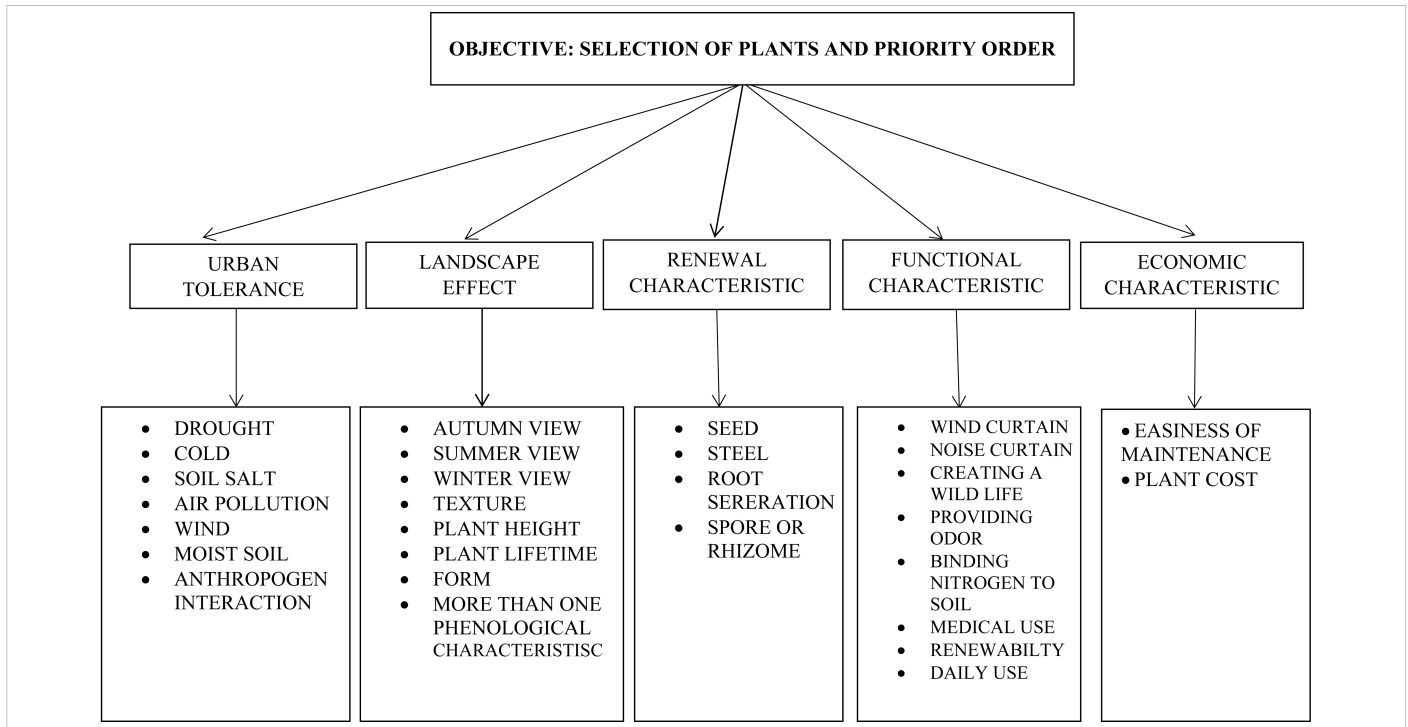 OBJECTIVE: SELECTION OF PLANTS AND PRIORITY ORDER
URBAN
TOLERANCE
LANDSCAPE
EFFECT
RENEWAL
CHARACTERISTIC
FUNCTIONAL
CHARACTERISTIC
ECONOMIC
CHARACTERISTIC
• DROUGHT
• COLD
• SOIL SALT
• AIR POLLUTION
• WIND
• MOIST SOIL
• ANTHROPOGEN
INTERACTION
• AUTUMN VIEW
• SUMMER VIEW
• WINTER VIEW
• TEXTURE
• PLANT HEIGHT
• PLANT LIFETIME
• FORM
• MORE THAN ONE
PHENOLOGICAL
CHARACTERISTISC
• SEED
• STEEL
• ROOT
SERERATION
• SPORE OR
RHIZOME
• WIND CURTAIN
• NOISE CURTAIN
• CREATING A
WILD LIFE
• PROVIDING
ODOR
• BINDING
NITROGEN TO
SOIL
• MEDICAL USE
• RENEWABILTY
• DAILY USE
• EASINESS OF
MAINTENANCE
• PLANT COST